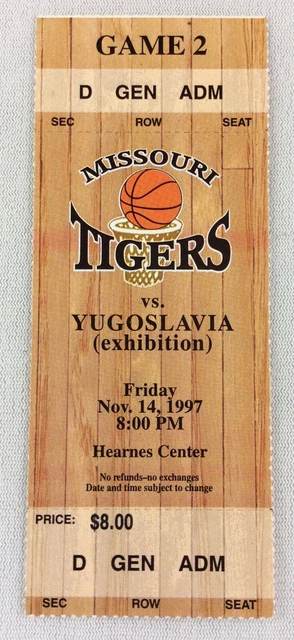 GAME 2
D GEN ADM
SEC ROW SEAT
MISSOURI
TIGERS
vs.
YUGOSLAVIA
(exhibition)
Friday
Nov. 14, 1997
8:00 PM
Hearnes Center
No refunds–no exchanges
Date and time subject to change
PRICE: $8.00
D GEN ADM
SEC ROW SEAT